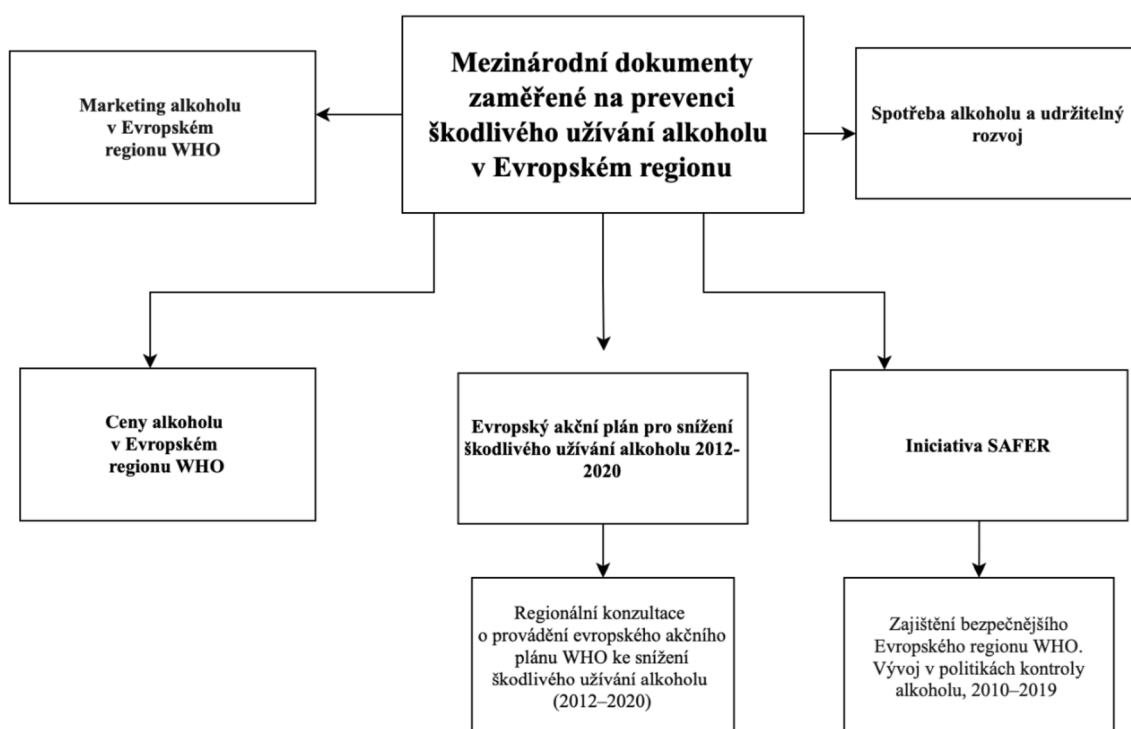 Mezinárodní dokumenty
zaměřené na prevenci
škodlivého užívání alkoholu
v Evropském regionu
Marketing alkoholu
v Evropském
regionu WHO
Spotřeba alkoholu a udržitelný
rozvoj
Ceny alkoholu
v Evropském
regionu WHO
Evropský akční plán pro snížení
škodlivého užívání alkoholu 2012-
2020
Iniciativa SAFER
Regionální konzultace
o provádění evropského akčního
plánu WHO ke snížení
škodlivého užívání alkoholu
(2012–2020)
Zajištění bezpečnějšího
Evropského regionu WHO.
Vývoj v politikách kontroly
alkoholu, 2010–2019